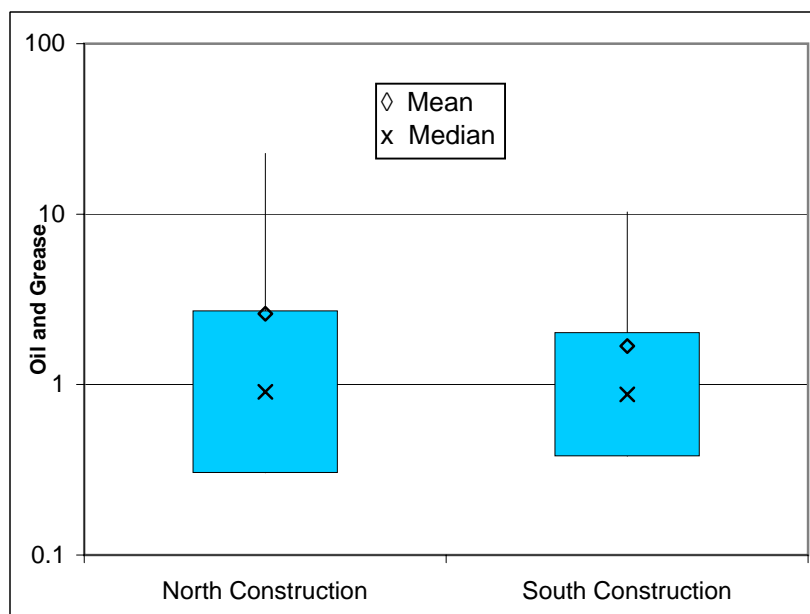 100
◊ Mean
x Median
10
Oil and Grease
1
0.1
North Construction
South Construction